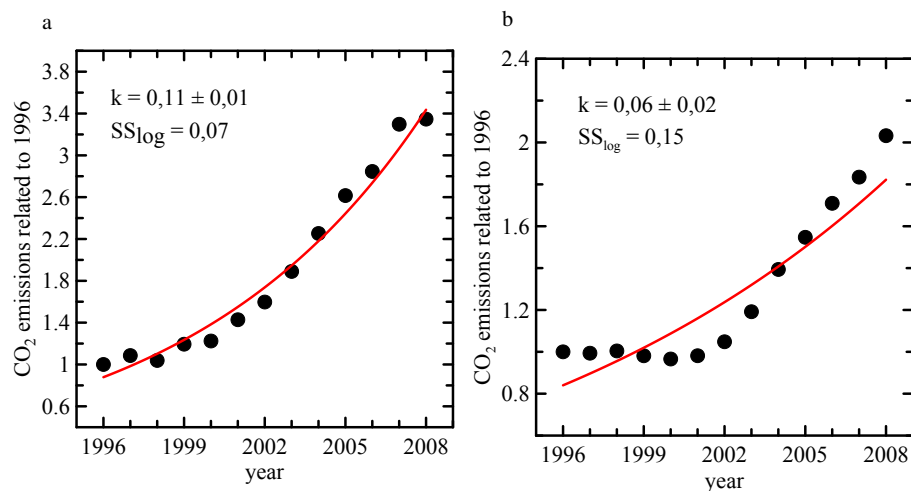 a
CO2 emissions related to 1996
3.8
3.4
3
2.6
2.2
1.8
1.4
1
0.6
k = 0,11 ± 0,01
SSlog = 0,07
1996 1999 2002 2005 2008
year
b
CO2 emissions related to 1996
2.4
2
1.6
1.2
0.8
k = 0,06 ± 0,02
SSlog = 0,15
1996 1999 2002 2005 2008
year